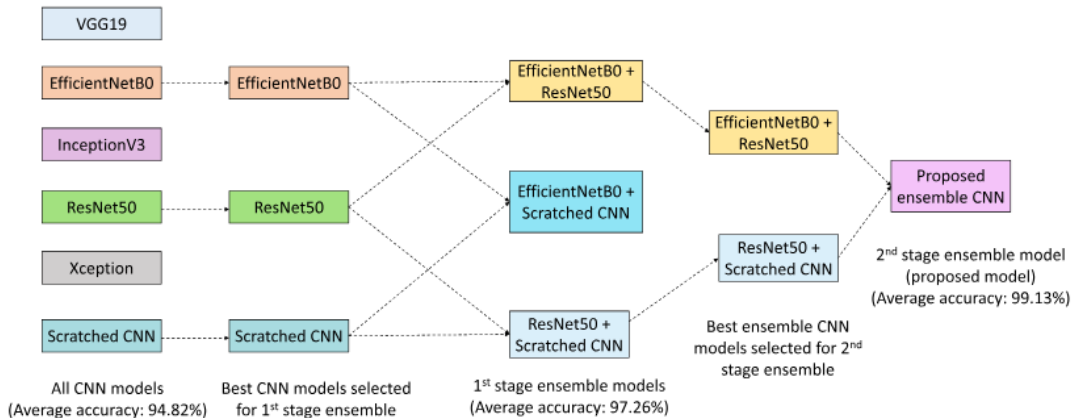 VGG19
EfficientNetB0
InceptionV3
ResNet50
Xception
Scratched CNN
All CNN models
(Average accuracy: 94.82%)
EfficientNetB0
ResNet50
Scratched CNN
Best CNN models selected
for 1st stage ensemble
EfficientNetB0 +
ResNet50
EfficientNetB0 +
Scratched CNN
ResNet50 +
Scratched CNN
1st stage ensemble models
(Average accuracy: 97.26%)
EfficientNetB0 +
ResNet50
ResNet50 +
Scratched CNN
Best ensemble CNN
models selected for 2nd
stage ensemble
Proposed
ensemble CNN
2nd stage ensemble model
(proposed model)
(Average accuracy: 99.13%)